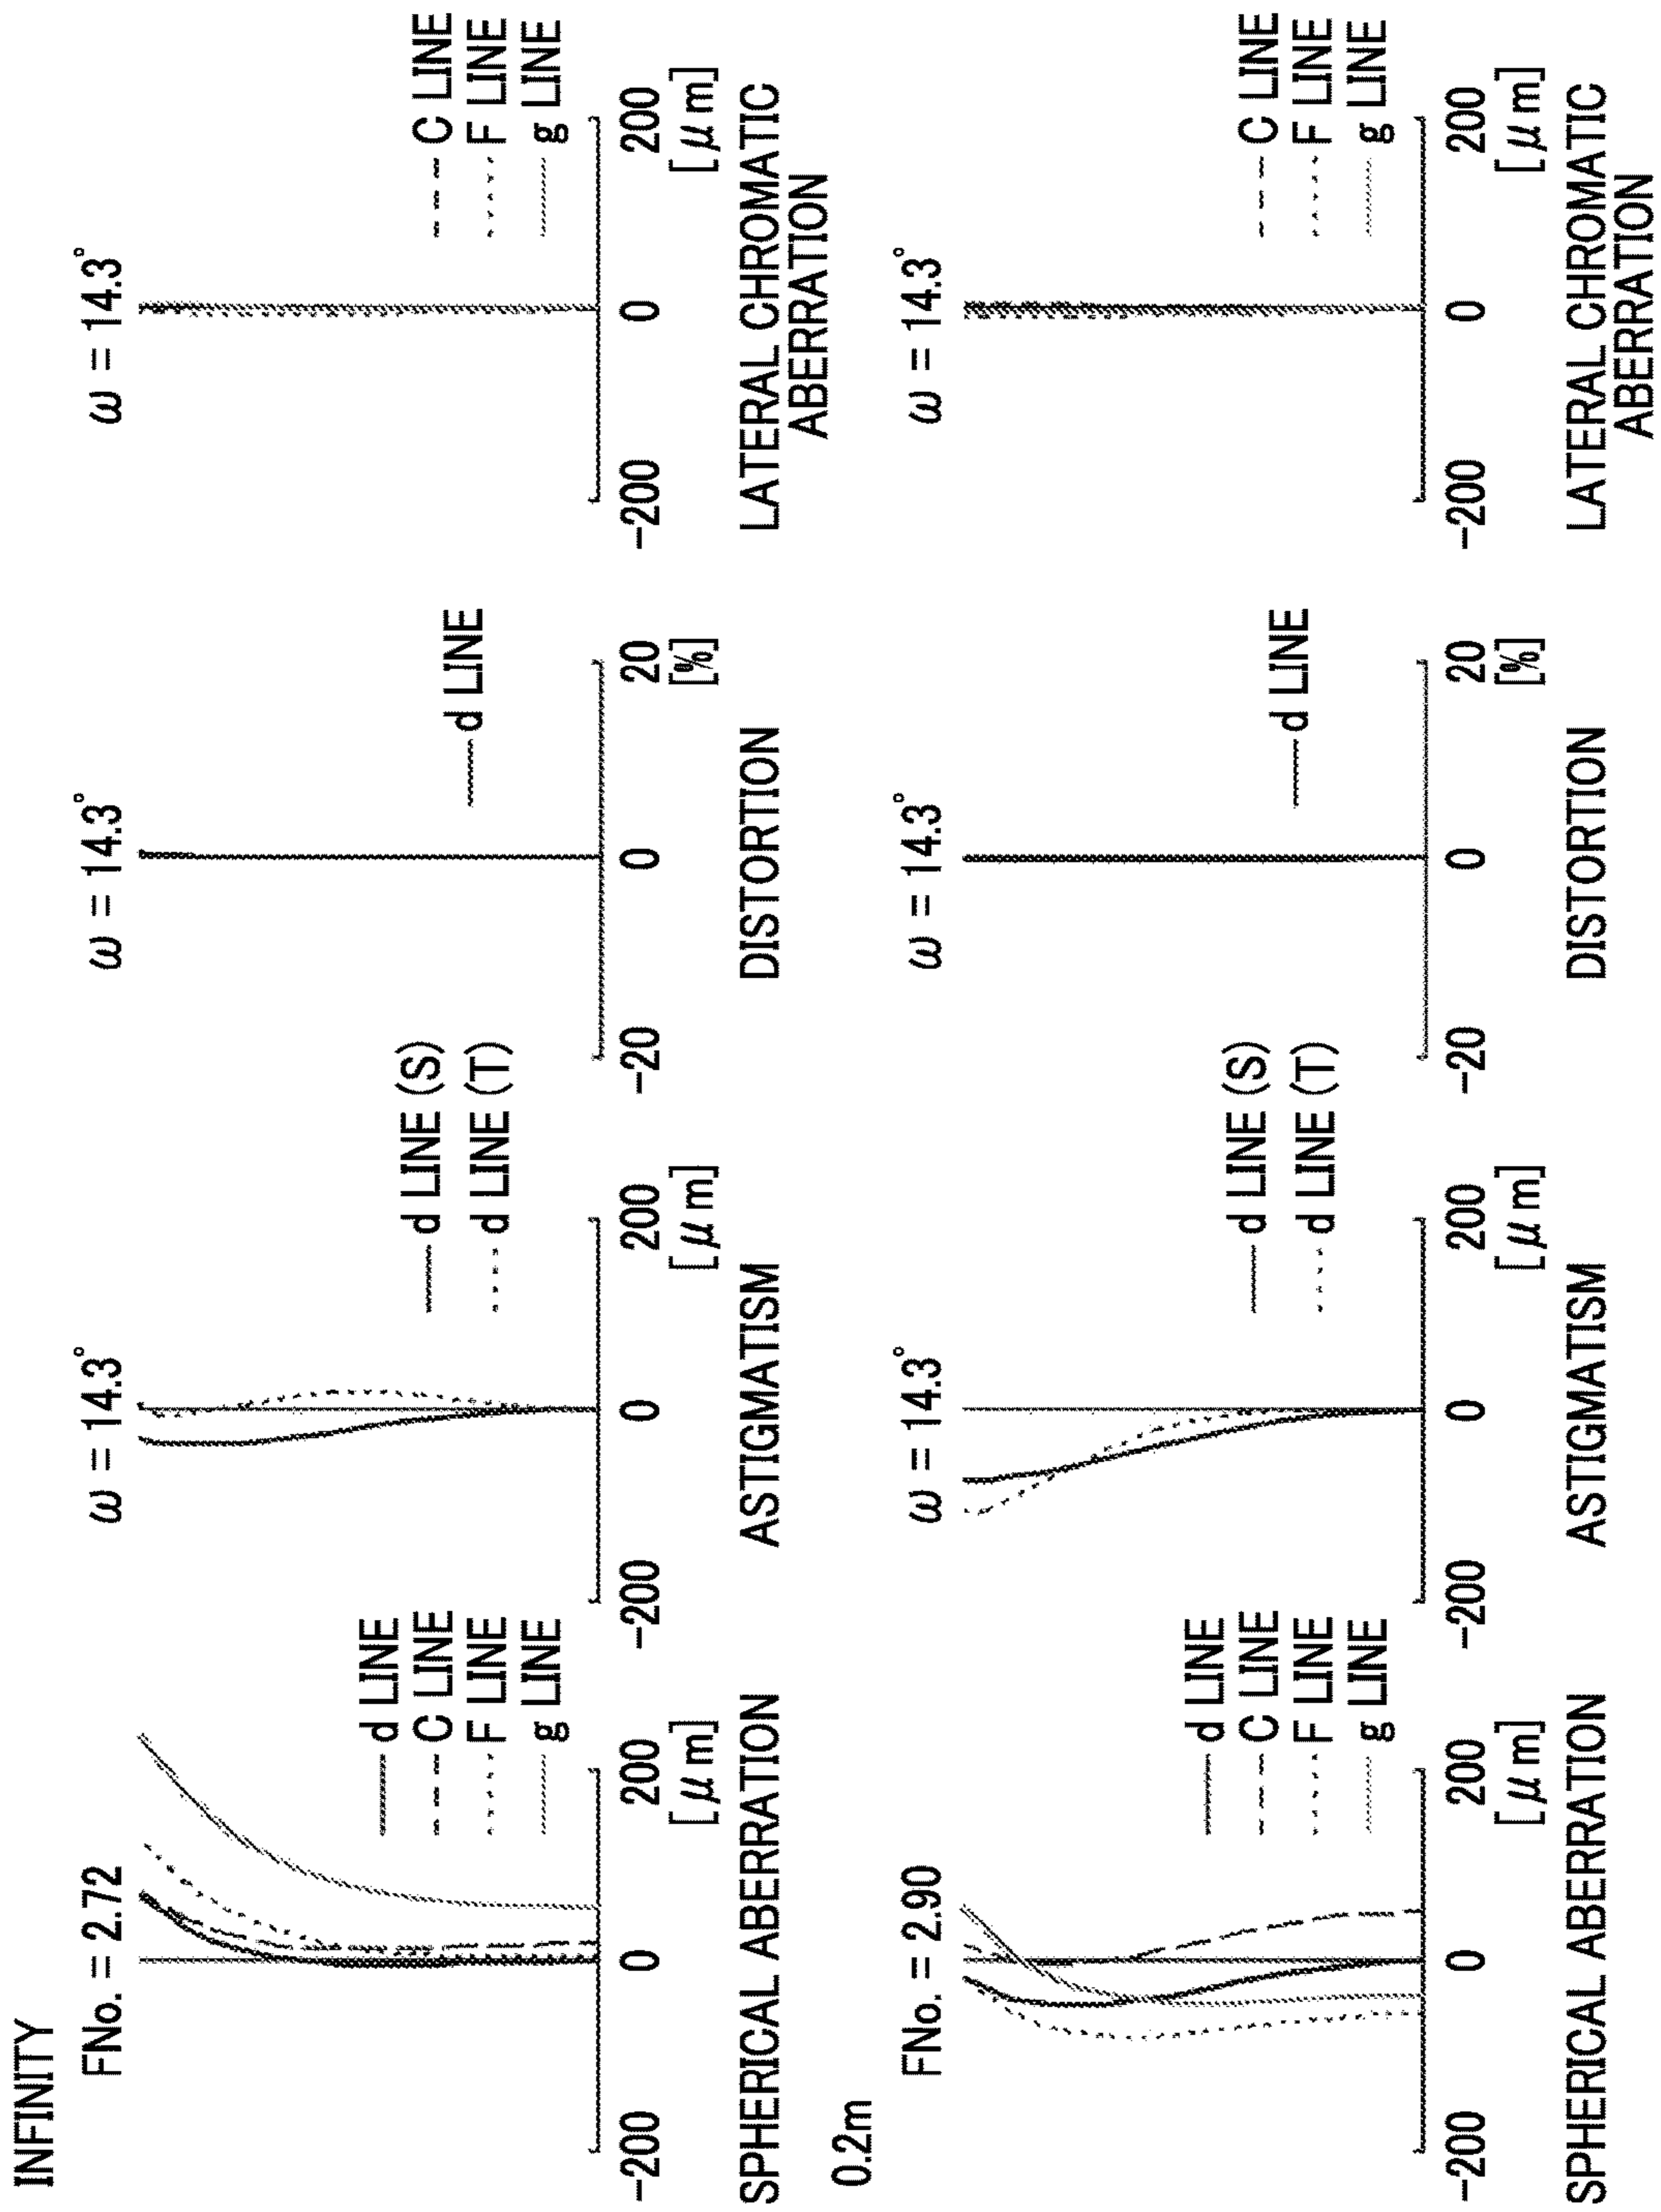 INFINITY
FNo. = 2.72
d LINE
C LINE
F LINE
g LINE
-200 0 200
[μm]
SPHERICAL ABERRATION
ω = 14.3°
d LINE (S)
d LINE (T)
-200 0 200
[μm]
ASTIGMATISM
ω = 14.3°
d LINE
-20 0 20
[%]
DISTORTION
ω = 14.3°
C LINE
F LINE
g LINE
-200 0 200
[μm]
LATERAL CHROMATIC
ABERRATION
0.2m
FNo. = 2.90
d LINE
C LINE
F LINE
g LINE
-200 0 200
[μm]
SPHERICAL ABERRATION
ω = 14.3°
d LINE (S)
d LINE (T)
-200 0 200
[μm]
ASTIGMATISM
ω = 14.3°
d LINE
-20 0 20
[%]
DISTORTION
ω = 14.3°
C LINE
F LINE
g LINE
-200 0 200
[μm]
LATERAL CHROMATIC
ABERRATION